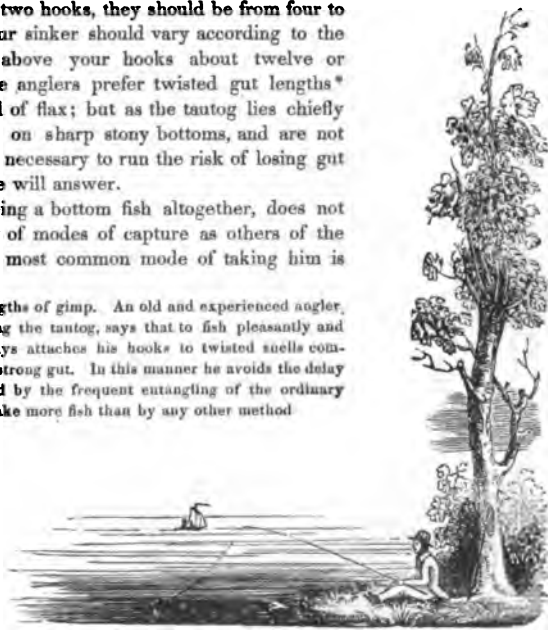 two hooks, they should be from four to
ur sinker should vary according to the
above your hooks about twelve or
e anglers prefer twisted gut lengths*
d of flax; but as the tautog lies chiefly
on sharp stony bottoms, and are not
necessary to run the risk of losing gut
e will answer.
ing a bottom fish altogether, does not
of modes of capture as others of the
most common mode of taking him is
gths of gimp. An old and experienced angler,
ng the tautog, says that to fish pleasantly and
ys attaches his hooks to twisted snells com-
strong gut. In this manner he avoids the delay
d by the frequent entangling of the ordinary
ake more fish than by any other method